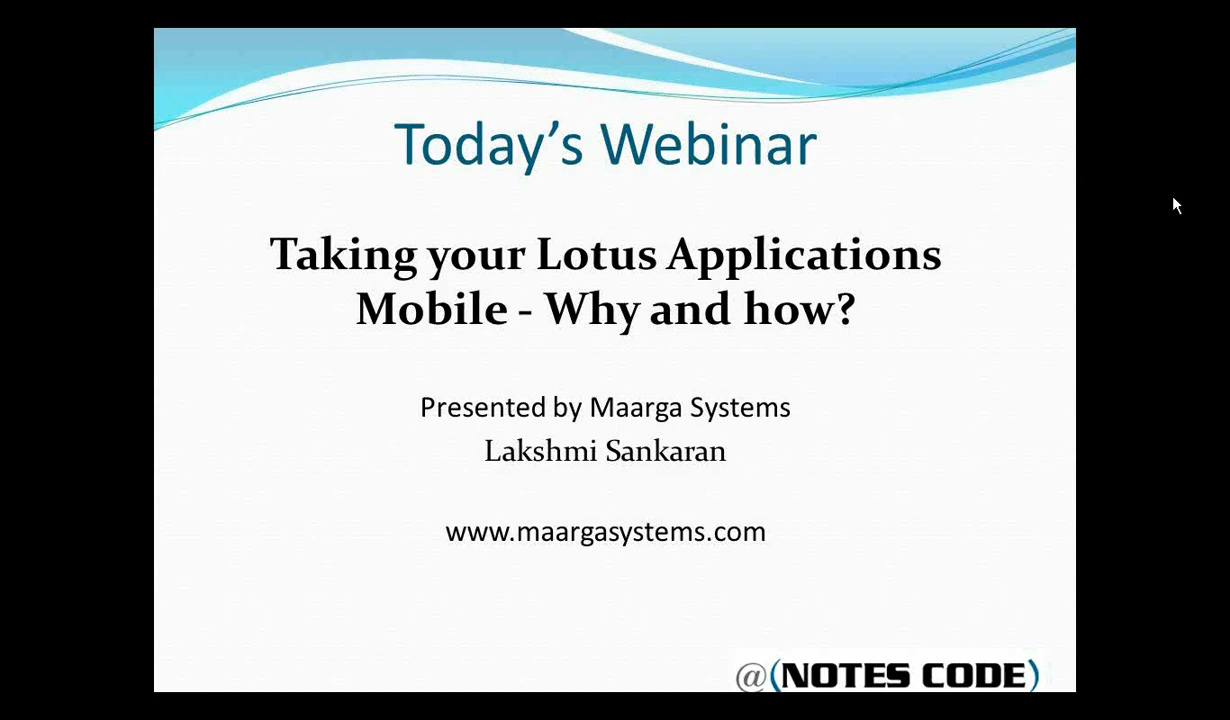 Today’s Webinar
Taking your Lotus Applications
Mobile - Why and how?
Presented by Maarga Systems
Lakshmi Sankaran
www.maargasystems.com
@(NOTES CODE)